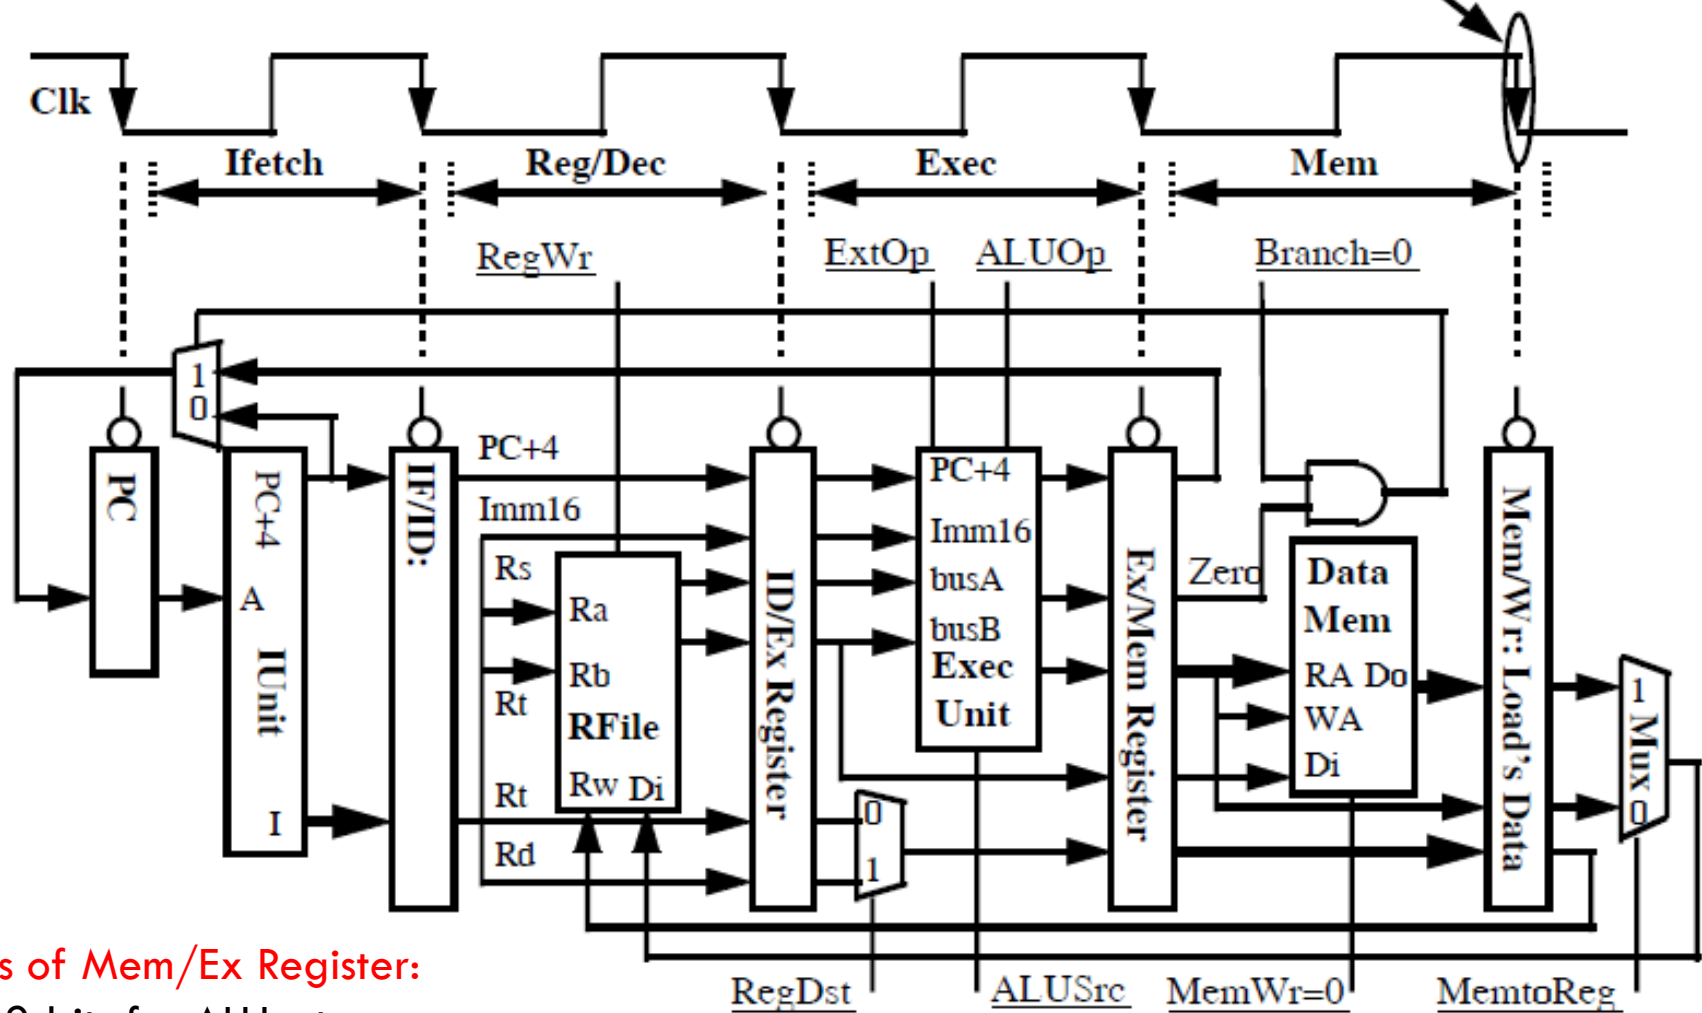 Clk
Ifetch Reg/Dec Exec Mem
RegWr ExtOp ALUOp Branch=0
1
0
PC
PC+4
A
IUnit
I
IF/ID:
PC+4
Imm16
Rs
Ra
Rb
Rt
RFile
Rw Di
Rt
Rd
ID/Ex Register
PC+4
Imm16
busA
busB
Exec
Unit
0
1
Ex/Mem Register
Zero
Data
Mem
RA Do
WA
Di
Mem/Wr: Load's Data
1
Mux
0
s of Mem/Ex Register:
RegDst ALUSrc MemWr=0 MemtoReg